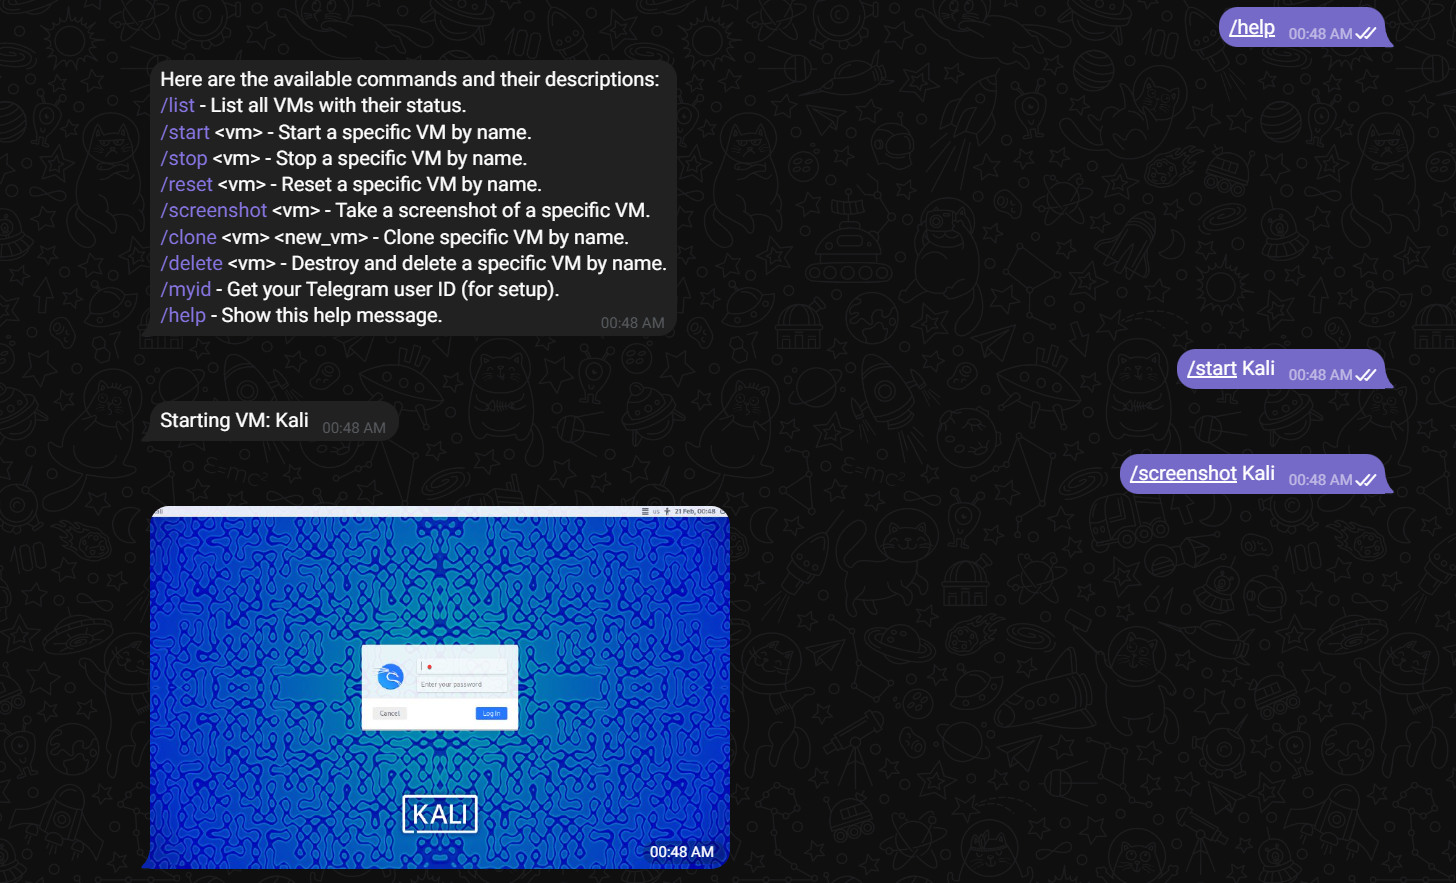 /help 00:48 AM
Here are the available commands and their descriptions:
/list - List all VMs with their status.
/start <vm> - Start a specific VM by name.
/stop <vm> - Stop a specific VM by name.
/reset <vm> - Reset a specific VM by name.
/screenshot <vm> - Take a screenshot of a specific VM.
/clone <vm> <new_vm> - Clone specific VM by name.
/delete <vm> - Destroy and delete a specific VM by name.
/myid - Get your Telegram user ID (for setup).
/help - Show this help message.
00:48 AM
/start Kali 00:48 AM
Starting VM: Kali 00:48 AM
/screenshot Kali 00:48 AM
us 21 Feb, 00:48
Enter your password
Cancel Log In
KALI
00:48 AM